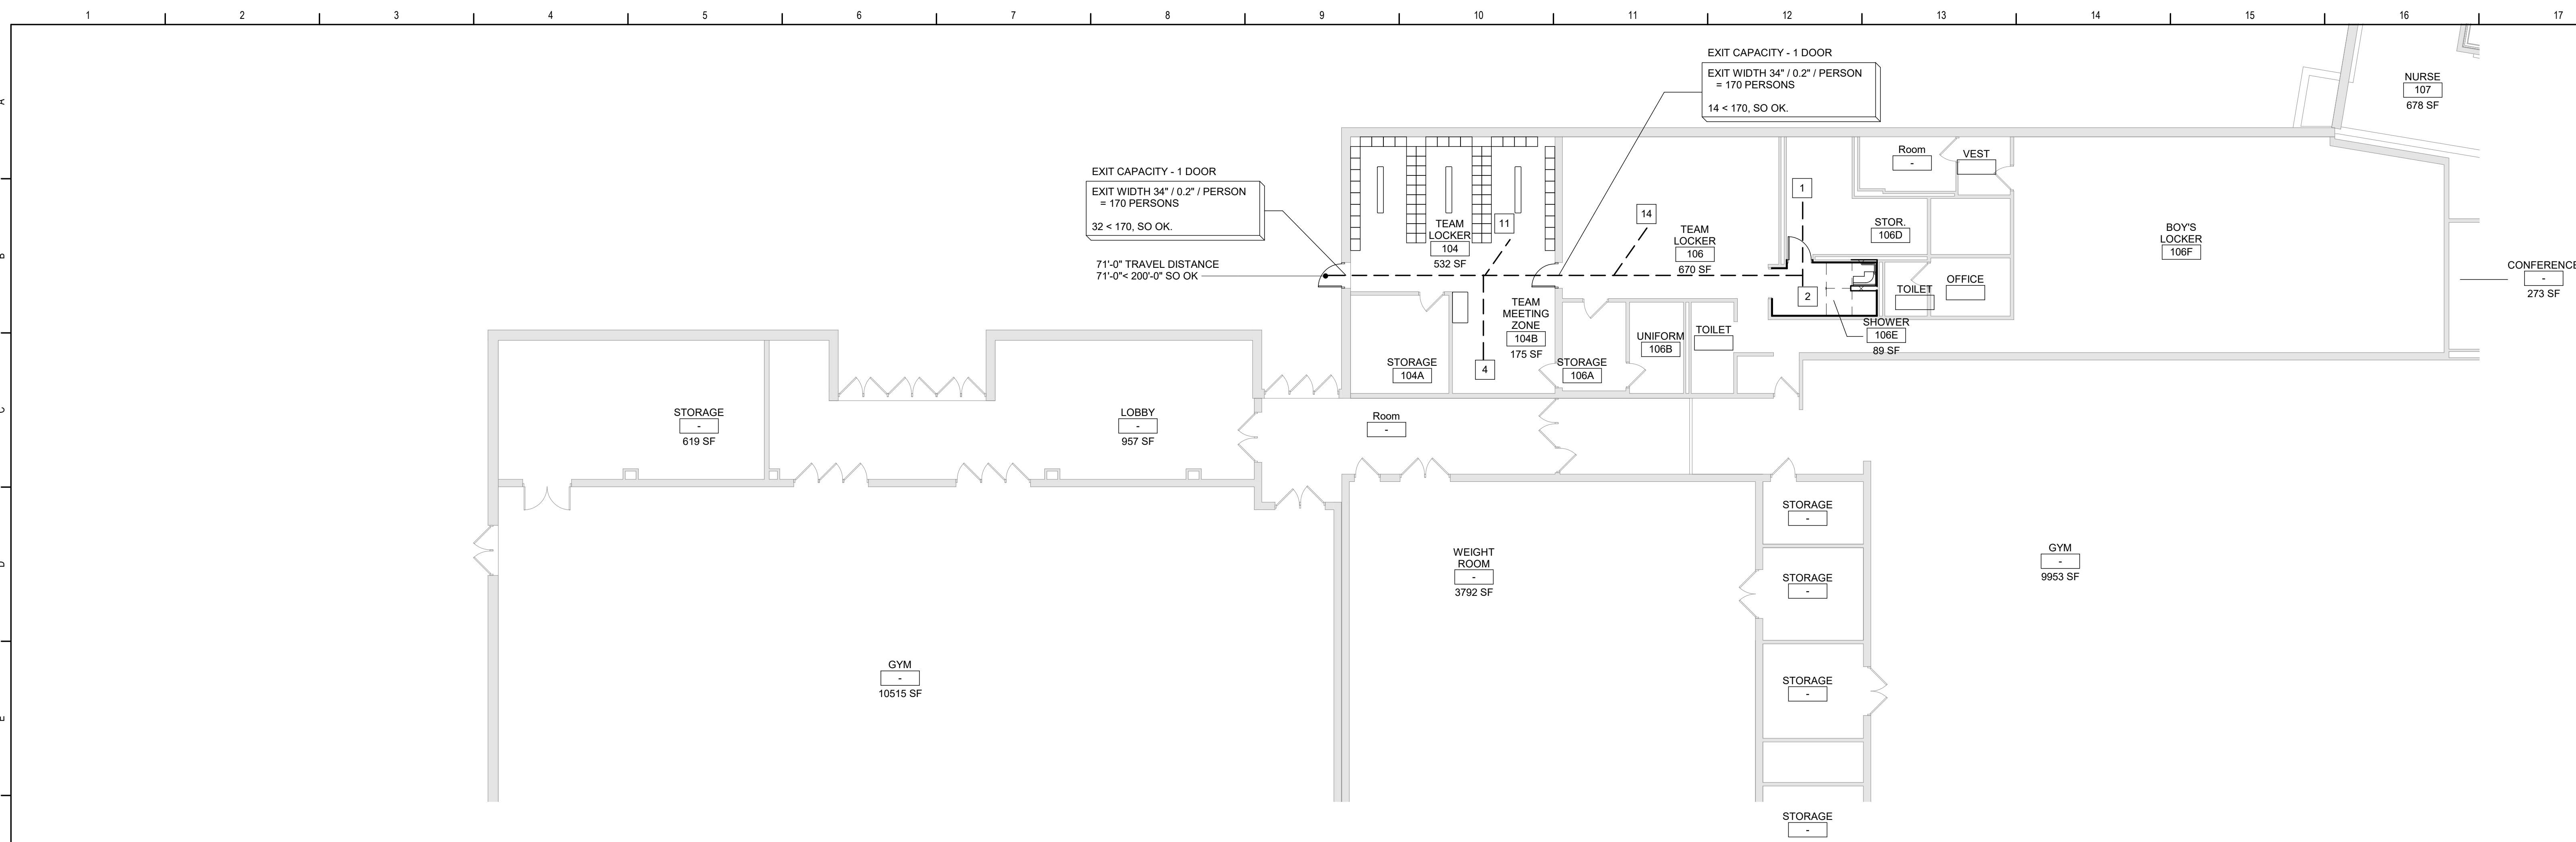 1 2 3 4 5 6 7 8 9 10 11 12 13 14 15 16 17
A
B
C
D
E
EXIT CAPACITY - 1 DOOR
EXIT WIDTH 34" / 0.2" / PERSON
= 170 PERSONS
14 < 170, SO OK.
EXIT CAPACITY - 1 DOOR
EXIT WIDTH 34" / 0.2" / PERSON
= 170 PERSONS
32 < 170, SO OK.
71'-0" TRAVEL DISTANCE
71'-0"< 200'-0" SO OK
NURSE
107
678 SF
Room
-
VEST
1
11
14
TEAM
LOCKER
104
532 SF
TEAM
LOCKER
106
670 SF
STOR.
106D
BOY'S
LOCKER
106F
CONFERENCE
-
273 SF
2
TOILET
OFFICE
SHOWER
106E
89 SF
TEAM
MEETING
ZONE
104B
175 SF
4
STORAGE
104A
STORAGE
106A
UNIFORM
106B
TOILET
STORAGE
-
619 SF
LOBBY
-
957 SF
Room
-
STORAGE
-
WEIGHT
ROOM
-
3792 SF
STORAGE
-
GYM
-
9953 SF
GYM
-
10515 SF
STORAGE
-
STORAGE
-